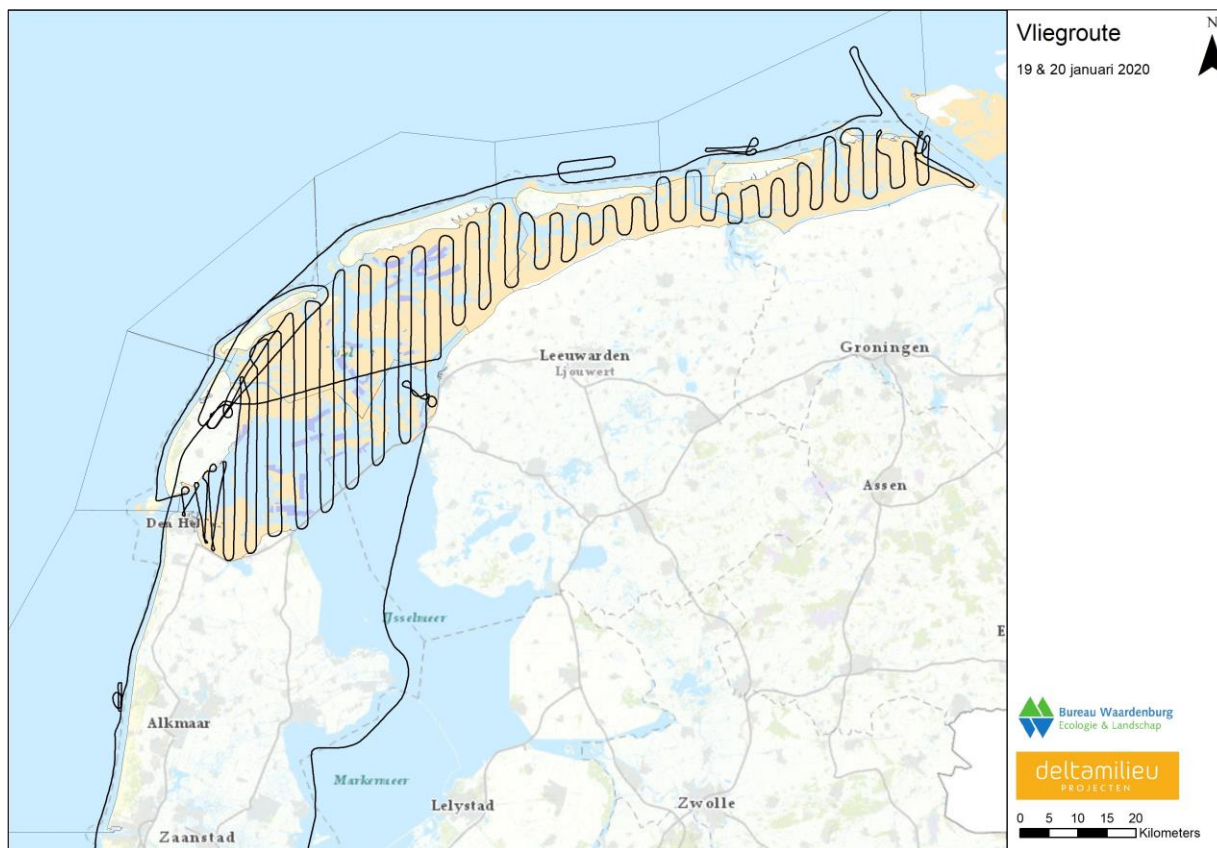 Vliegroute
N
19 & 20 januari 2020
Leeuwarden
Ljouwert
Groningen
Assen
Den Hel
IJsselmeer
E
Alkmaar
Markermeer
Lelystad
Zwolle
Zaanstad
Bureau Waardenburg
Ecologie & Landschap
deltamilieu
PROJECTEN
0 5 10 15 20
Kilometers